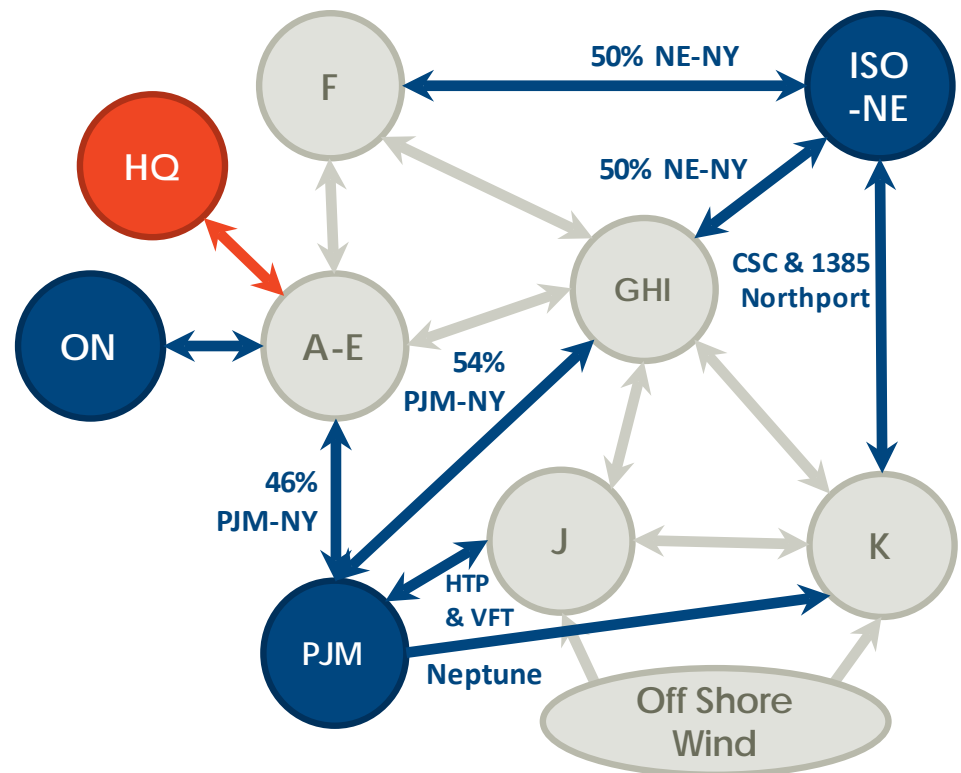 50% NE-NY
F
ISO
-NE
HQ
50% NE-NY
CSC & 1385
Northport
GHI
ON
A-E
54%
PJM-NY
46%
PJM-NY
J
K
HTP
& VFT
PJM
Neptune
Off Shore
Wind